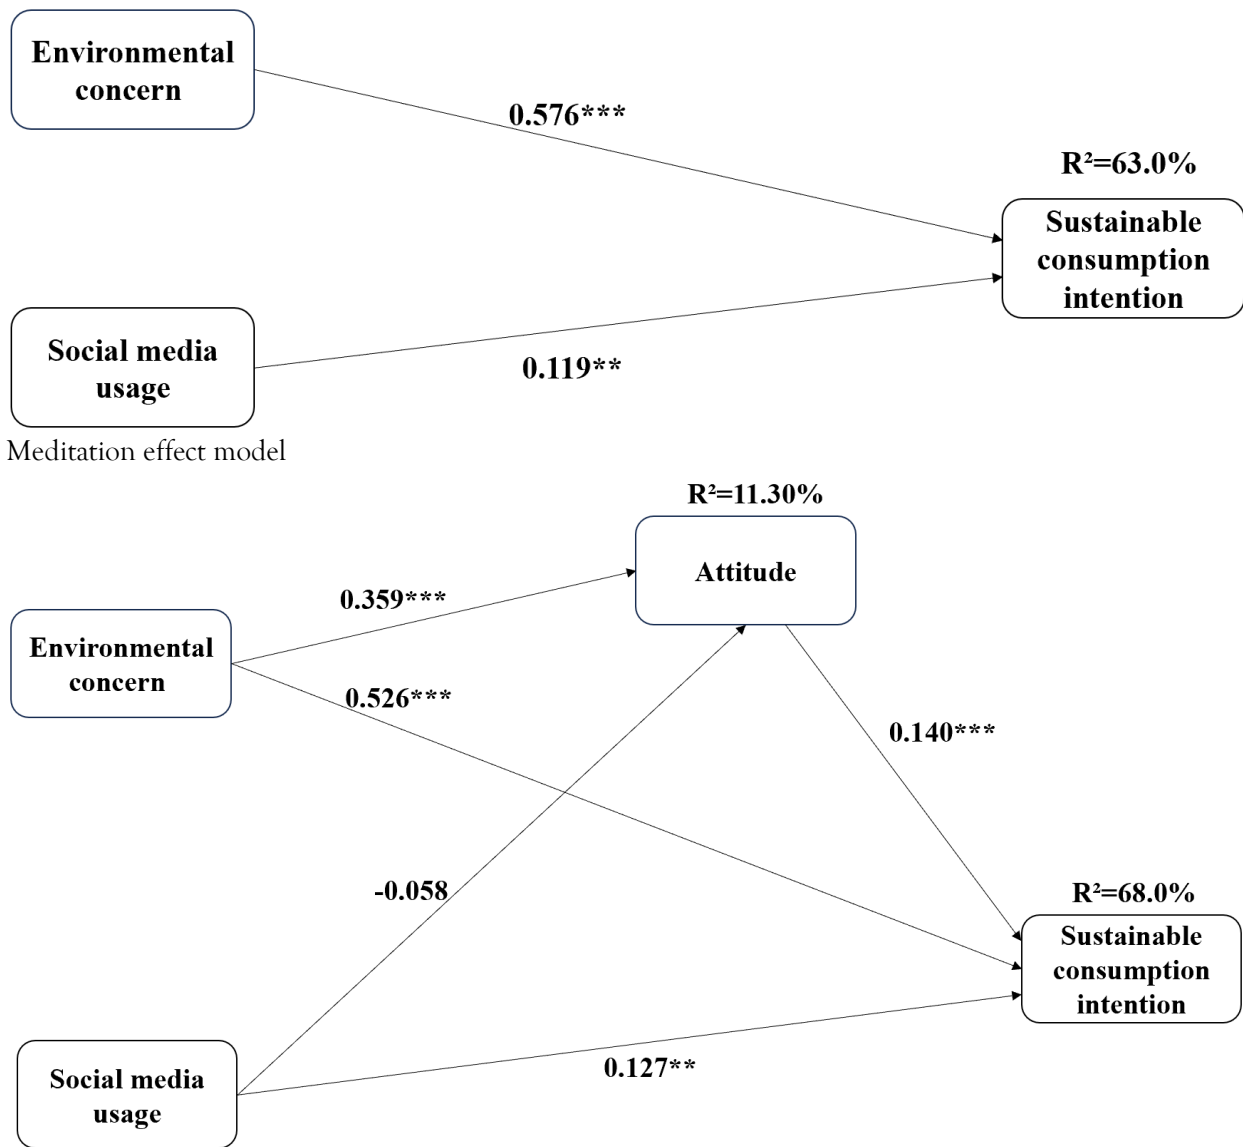 Environmental
concern
0.576***
R²=63.0%
Sustainable
consumption
intention
Social media
usage
0.119**
Meditation effect model
R²=11.30%
Attitude
0.359***
Environmental
concern
0.526***
0.140***
-0.058
R²=68.0%
Sustainable
consumption
intention
Social media
usage
0.127**